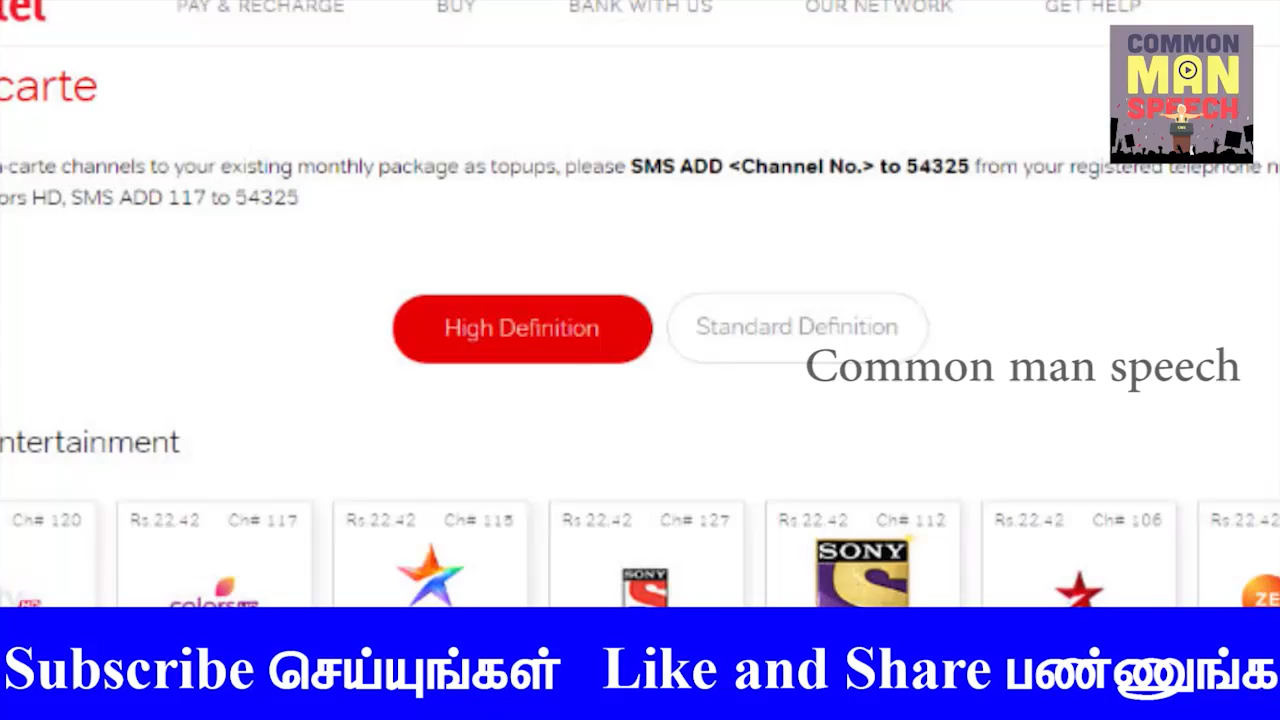 PAY & RECHARGE BUY BANK WITH US OUR NETWORK GET HELP
COMMON
MAN
SPEECH
carte
-carte channels to your existing monthly package as topups, please SMS ADD <Channel No.> to 54325 from your registered telephone n
ors HD, SMS ADD 117 to 54325
High Definition Standard Definition
Common man speech
ntertainment
Ch# 120 Rs.22.42 Ch# 117 Rs.22.42 Ch# 115 Rs.22.42 Ch# 127 Rs.22.42 Ch# 112 Rs.22.42 Ch# 106 Rs.22.42
colors SONY SONY ZE
Subscribe செய்யுங்கள் Like and Share பண்ணுங்க